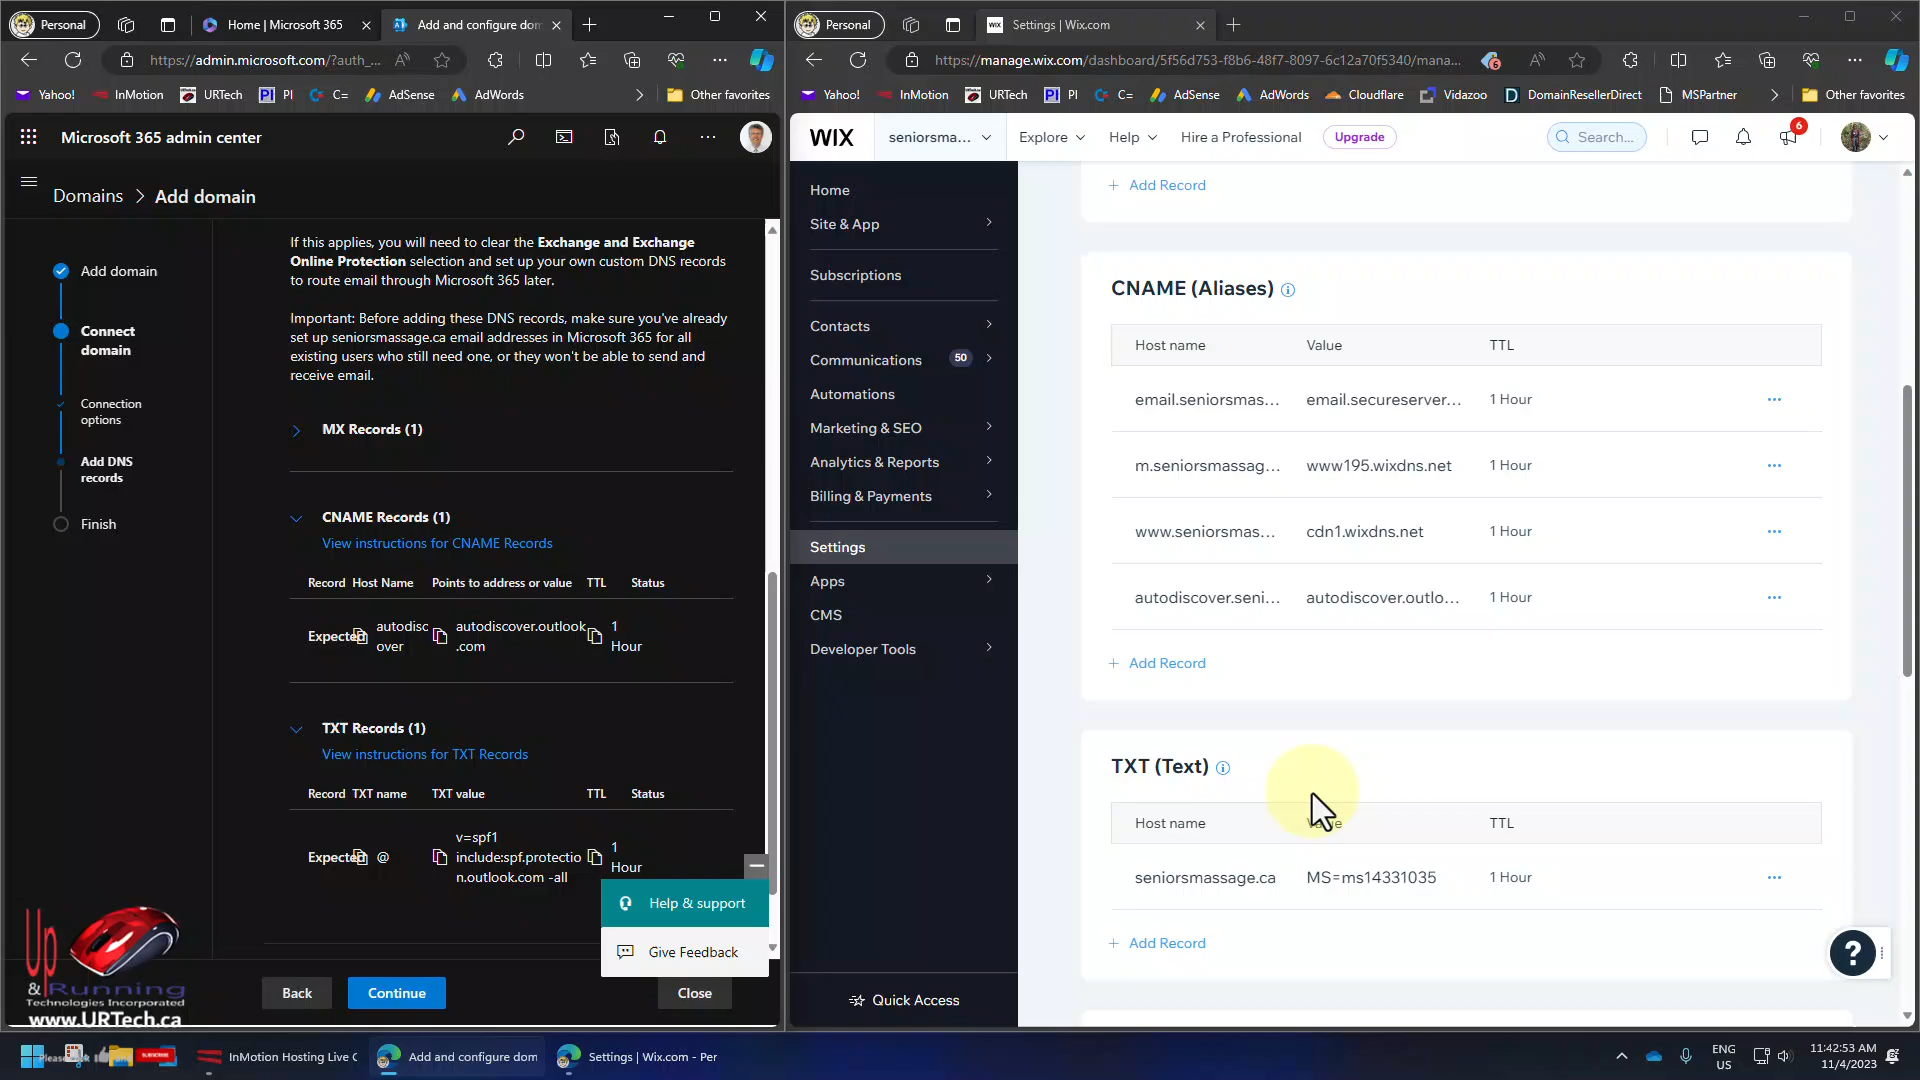 Personal
Home | Microsoft 365
Add and configure dom
https://admin.microsoft.com/?auth_...
Yahoo!
InMotion
URTech
PI
C=
AdSense
AdWords
Other favorites
Microsoft 365 admin center
Domains
Add domain
Add domain
Connect
domain
Connection
options
Add DNS
records
Finish
If this applies, you will need to clear the Exchange and Exchange
Online Protection selection and set up your own custom DNS records
to route email through Microsoft 365 later.
Important: Before adding these DNS records, make sure you've already
set up seniorsmassage.ca email addresses in Microsoft 365 for all
existing users who still need one, or they won't be able to send and
receive email.
MX Records (1)
CNAME Records (1)
View instructions for CNAME Records
Record Host Name Points to address or value TTL Status
Expected autodisc
over autodiscover.outlook
.com 1
Hour
TXT Records (1)
View instructions for TXT Records
Record TXT name TXT value TTL Status
Expected @ v=spf1
include:spf.protectio
n.outlook.com -all 1
Hour
Help & support
Give Feedback
Back
Continue
Close
Up
& Running
Technologies Incorporated
www.URTech.ca
Personal
WIX
Settings | Wix.com
https://manage.wix.com/dashboard/5f56d753-f8b6-48f7-8097-6c12a70f5340/mana...
6
Yahoo!
InMotion
URTech
PI
C=
AdSense
AdWords
Cloudflare
Vidazoo
DomainResellerDirect
MSPartner
Other favorites
WIX
seniorsma...
Explore
Help
Hire a Professional
Upgrade
Search...
6
Home
Site & App
Subscriptions
Contacts
Communications 50
Automations
Marketing & SEO
Analytics & Reports
Billing & Payments
Settings
Apps
CMS
Developer Tools
Quick Access
+ Add Record
CNAME (Aliases)
Host name Value TTL
email.seniorsmas... email.secureserver... 1 Hour
m.seniorsmassag... www195.wixdns.net 1 Hour
www.seniorsmas... cdn1.wixdns.net 1 Hour
autodiscover.seni... autodiscover.outlo... 1 Hour
+ Add Record
TXT (Text)
Host name Value TTL
seniorsmassage.ca MS=ms14331035 1 Hour
+ Add Record
?
InMotion Hosting Live C
Add and configure dom
Settings | Wix.com - Per
ENG
US
11:42:53 AM
11/4/2023